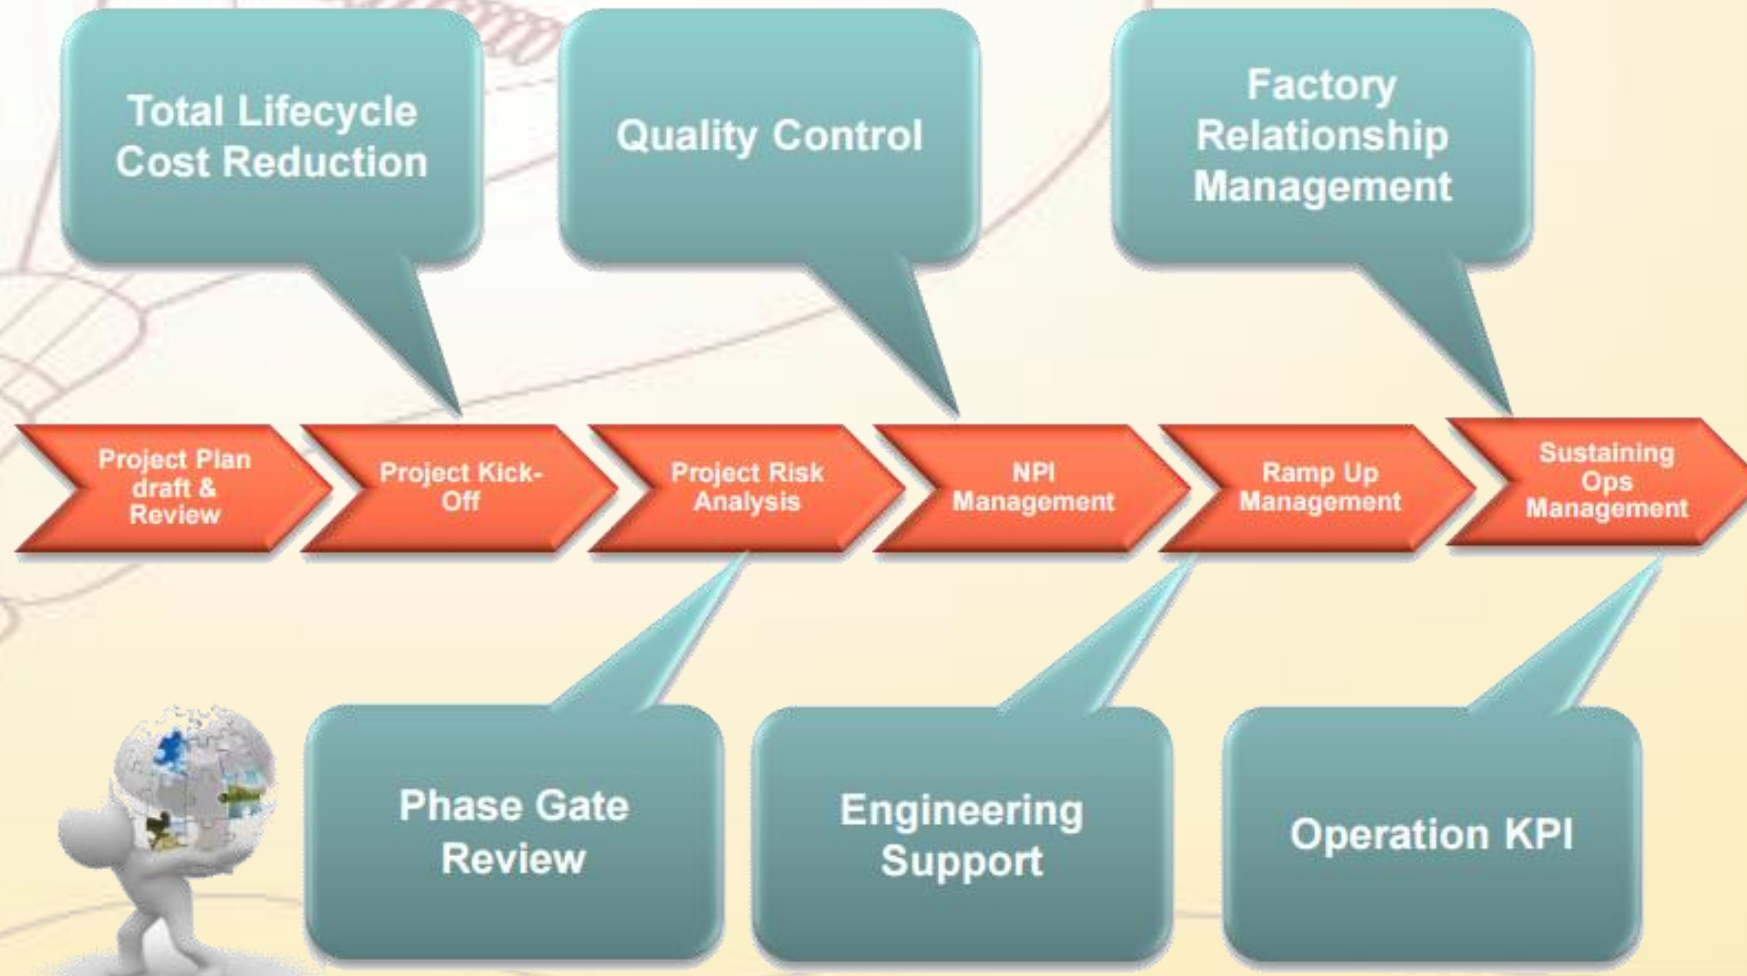 Total Lifecycle
Cost Reduction
Quality Control
Factory
Relationship
Management
Project Plan
draft &
Review
Project Kick-
Off
Project Risk
Analysis
NPI
Management
Ramp Up
Management
Sustaining
Ops
Management
Phase Gate
Review
Engineering
Support
Operation KPI